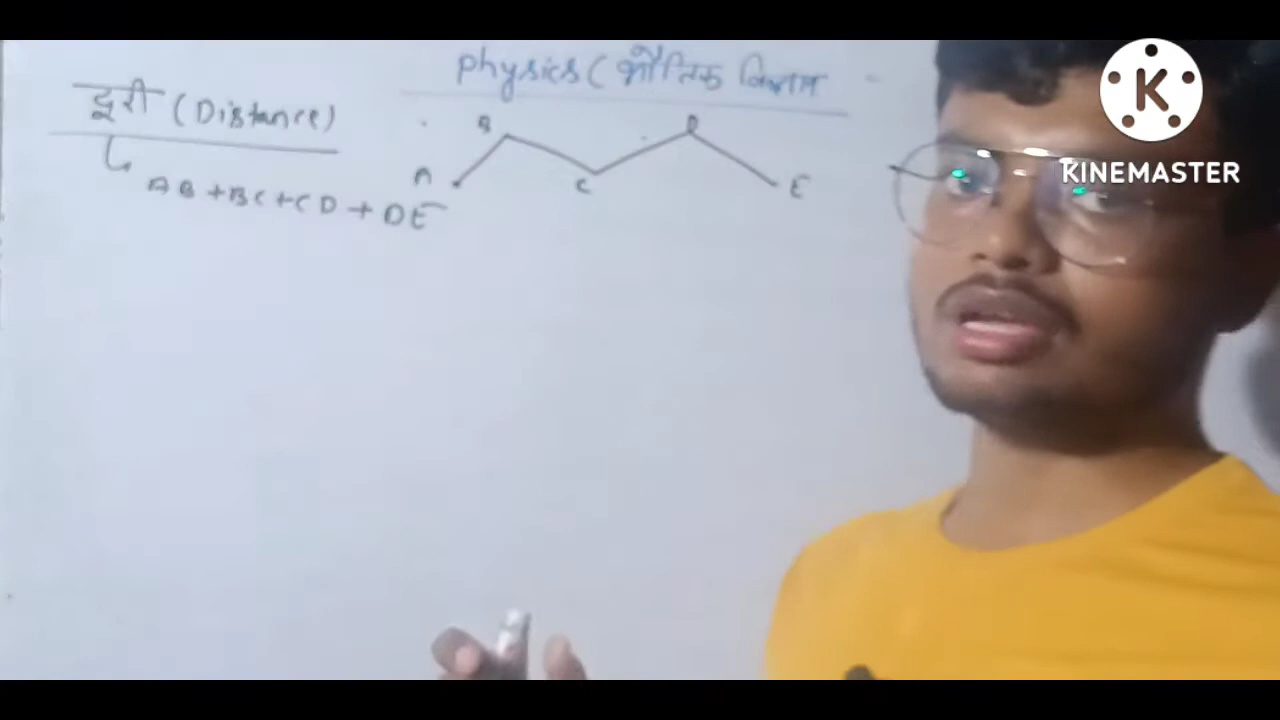 physics ( भौतिक विज्ञान
दूरी (Distance)
AB+BC+CD+DE
A
B
C
D
E
K
KINEMASTER